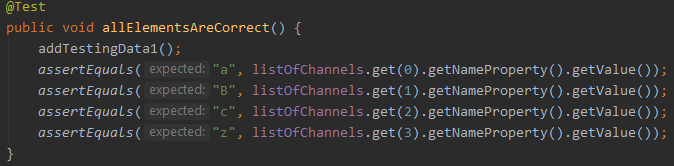 @Test
public void allElementsAreCorrect() {
addTestingData1();
assertEquals( expected: "a", listOfChannels.get(0).getNameProperty().getValue());
assertEquals( expected: "B", listOfChannels.get(1).getNameProperty().getValue());
assertEquals( expected: "c", listOfChannels.get(2).getNameProperty().getValue());
assertEquals( expected: "z", listOfChannels.get(3).getNameProperty().getValue());
}